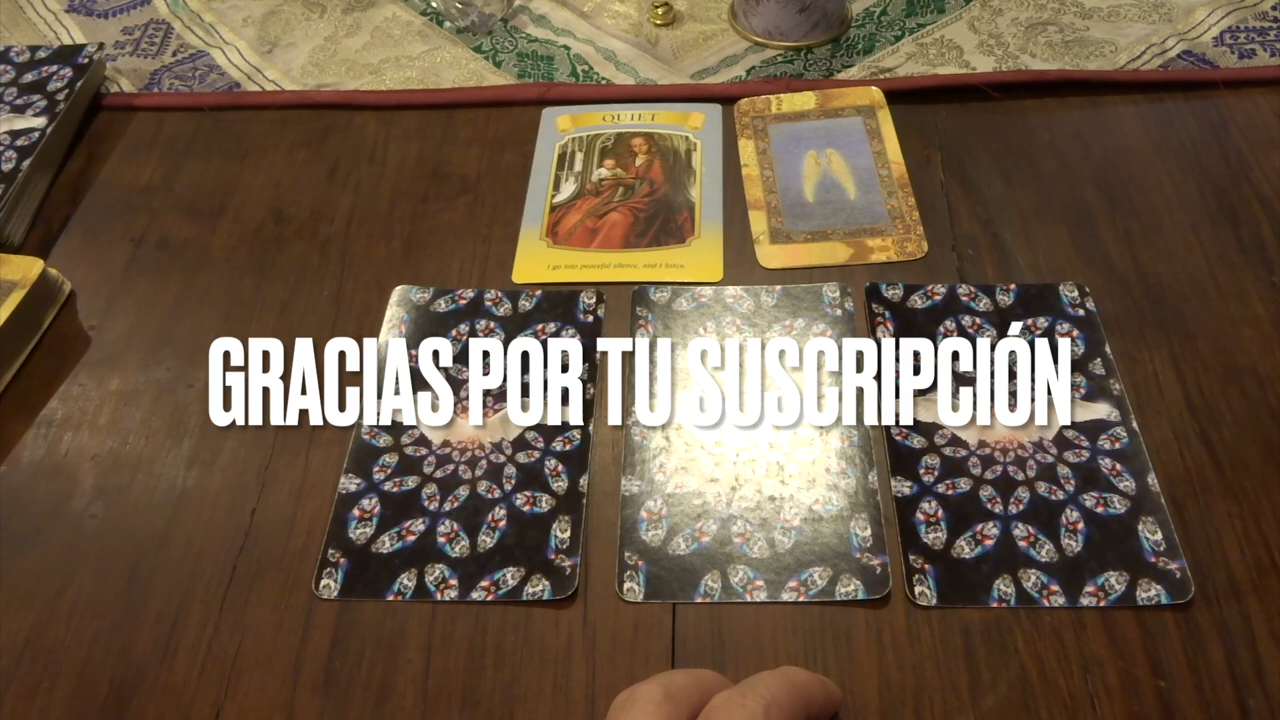 QUIET
I go into peaceful silence, and I listen.
GRACIAS POR TU SUSCRIPCIÓN